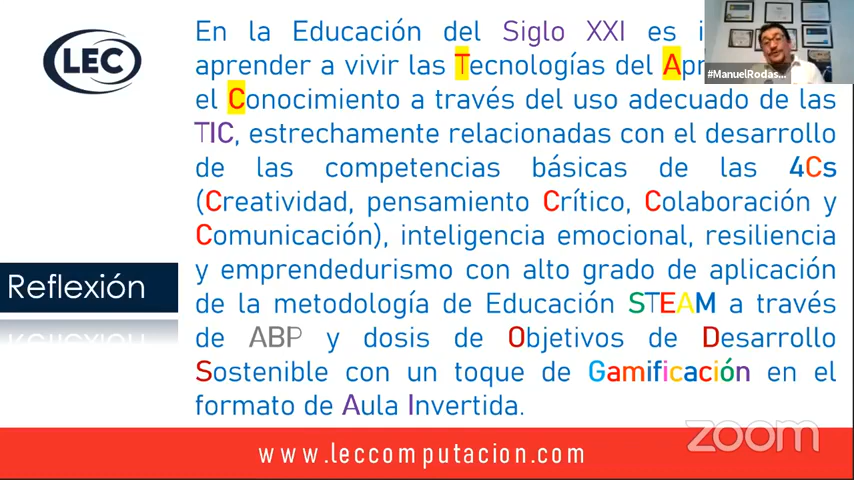 LEC
En la Educación del Siglo XXI es
aprender a vivir las Tecnologías del
el Conocimiento a través del uso adecuado de las
TIC, estrechamente relacionadas con el desarrollo
de las competencias básicas de las 4Cs
(Creatividad, pensamiento Crítico, Colaboración y
Comunicación), inteligencia emocional, resiliencia
y emprendedurismo con alto grado de aplicación
de la metodología de Educación STEAM a través
de ABP y dosis de Objetivos de Desarrollo
Sostenible con un toque de Gamificación en el
formato de Aula Invertida.
Reflexión
#ManuelRodas...
www.leccomputacion.com
zoom